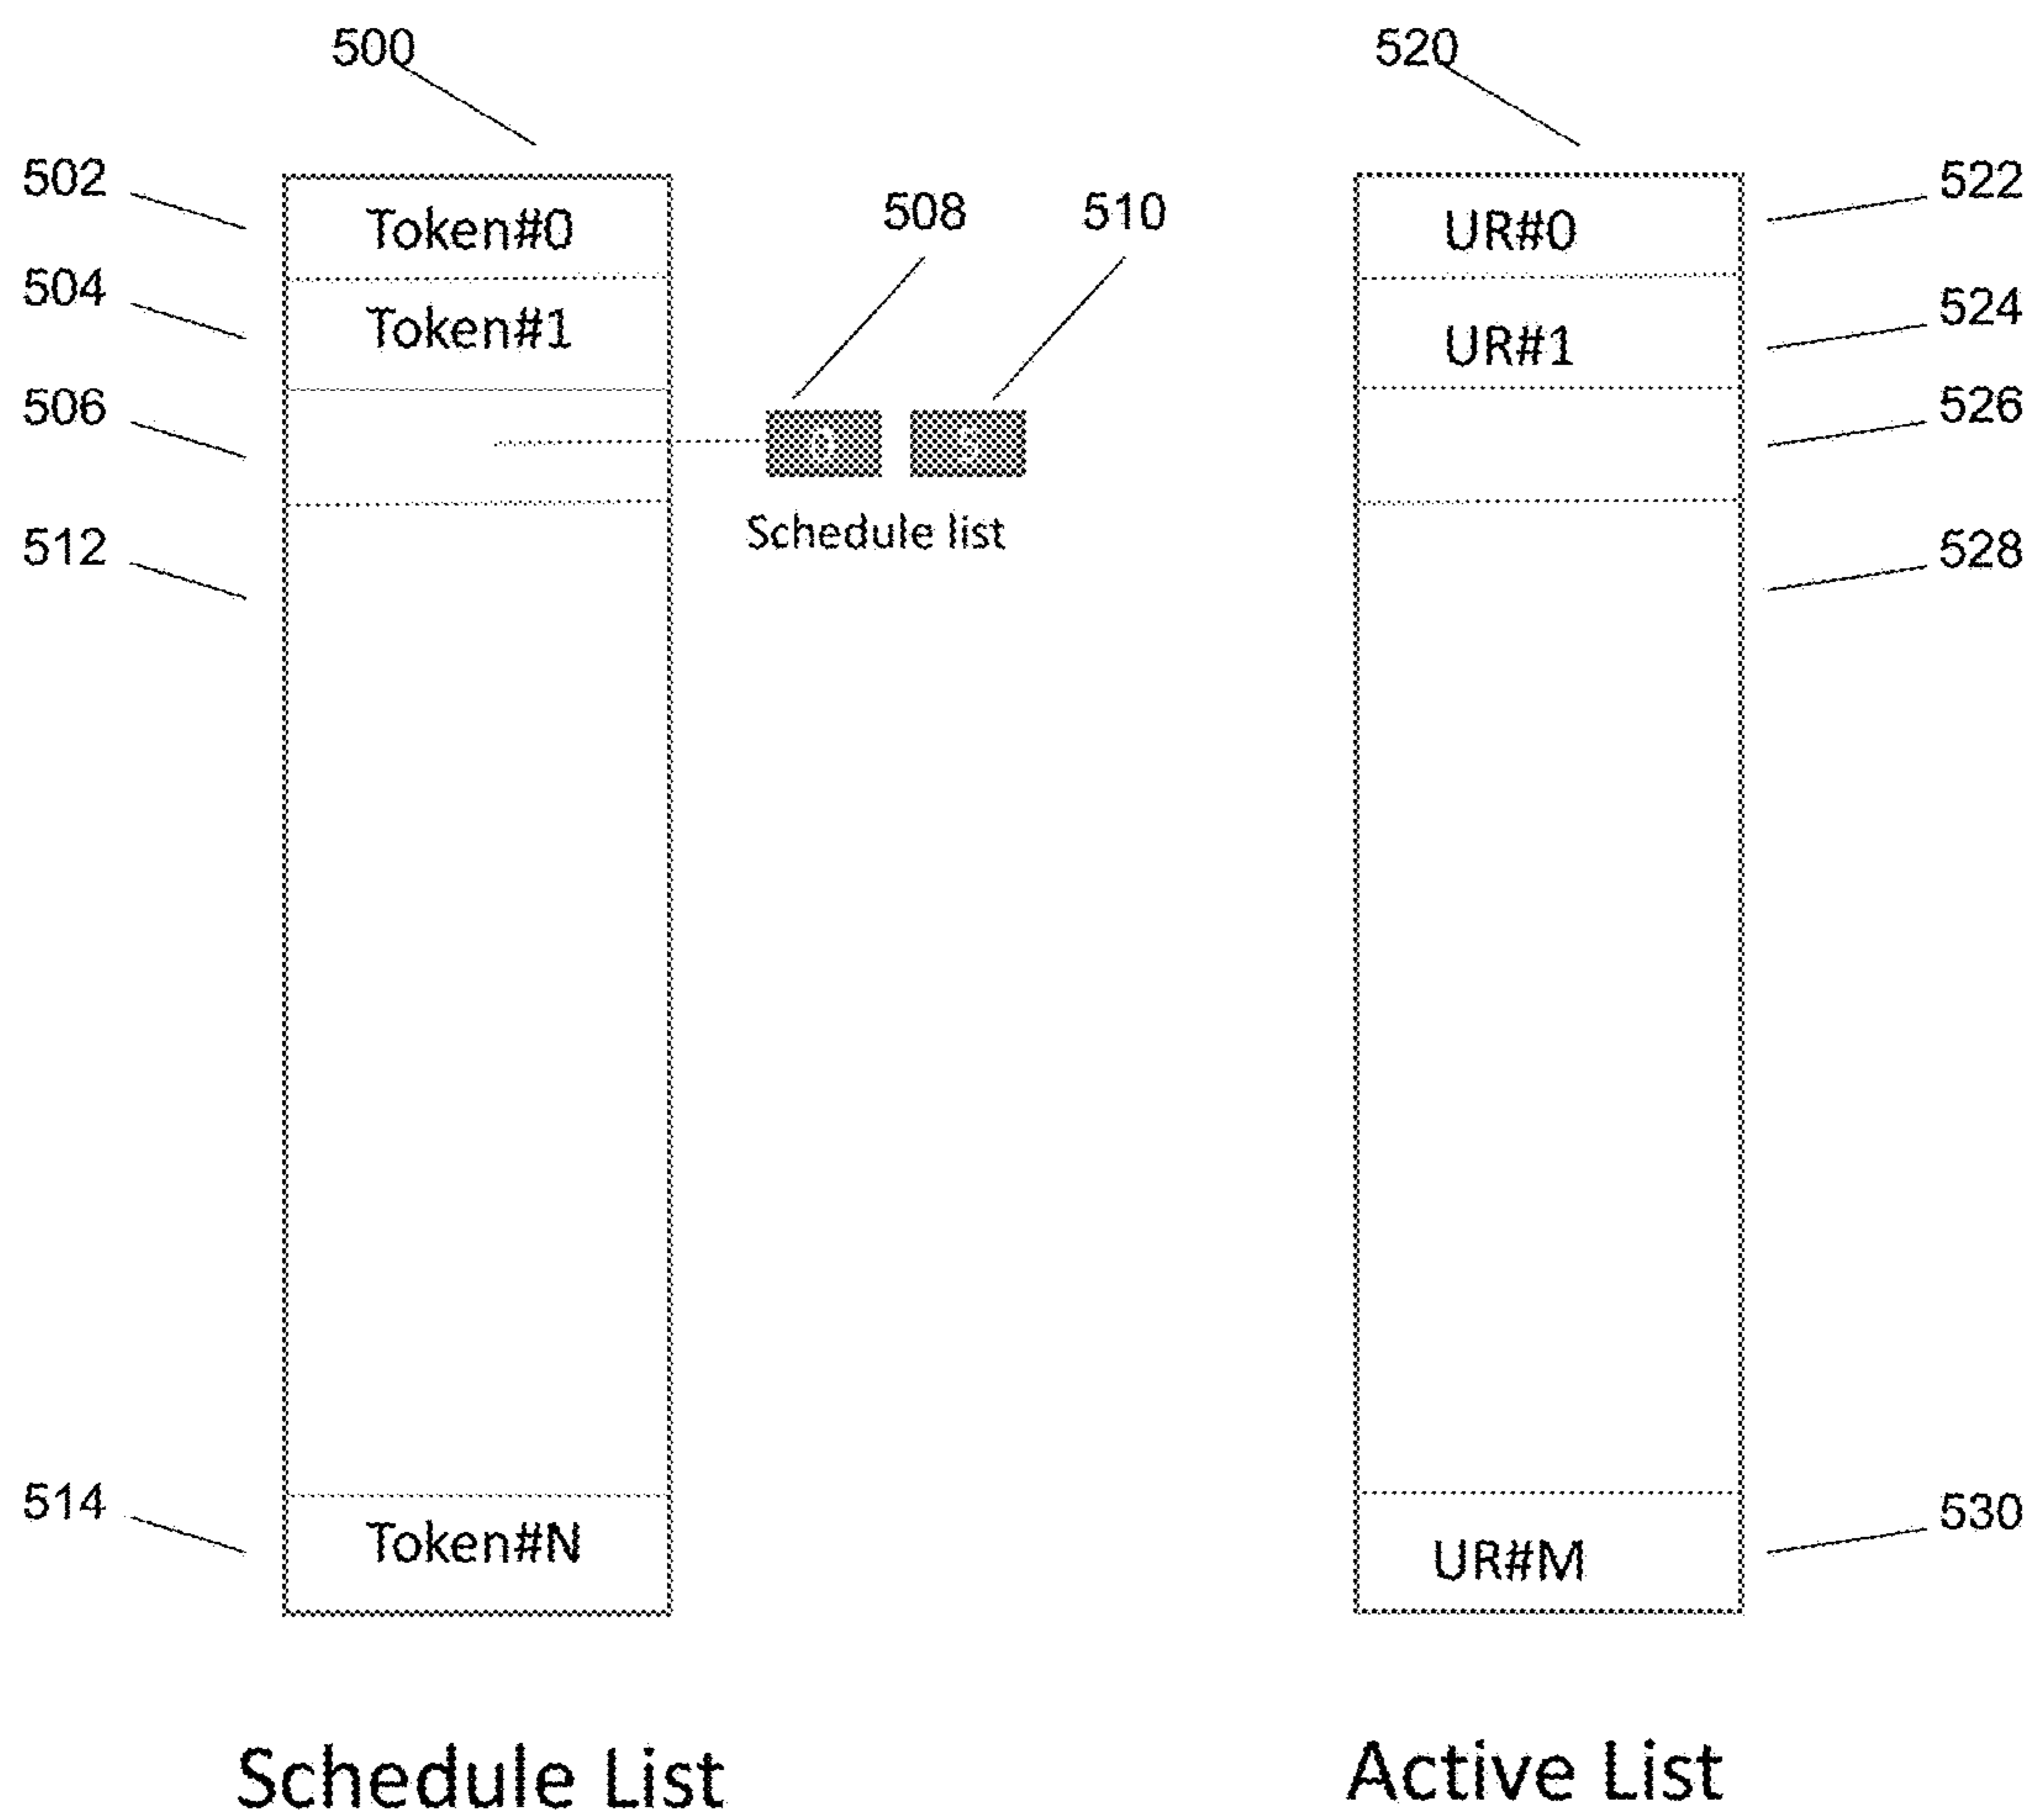 500
520
502
Token#0
508
510
UR#0
522
504
Token#1
UR#1
524
506
526
Schedule list
512
528
514
Token#N
UR#M
530
Schedule List
Active List